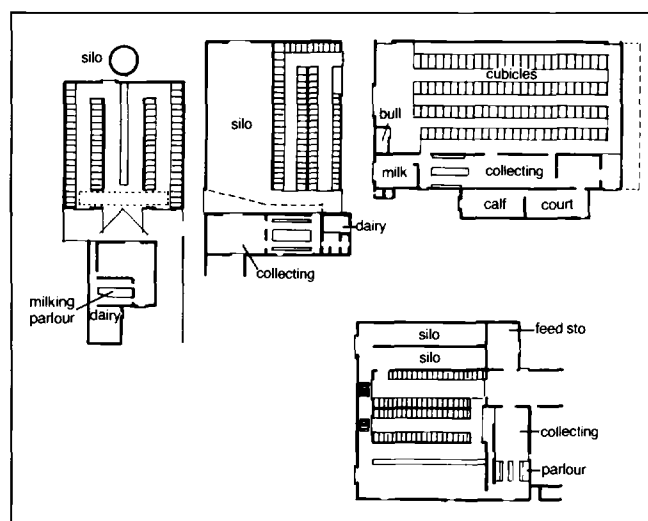 silo
milking
parlour
dairy
silo
dairy
collecting
cubicles
bull
milk
collecting
calf
court
silo
silo
feed sto
collecting
parlour